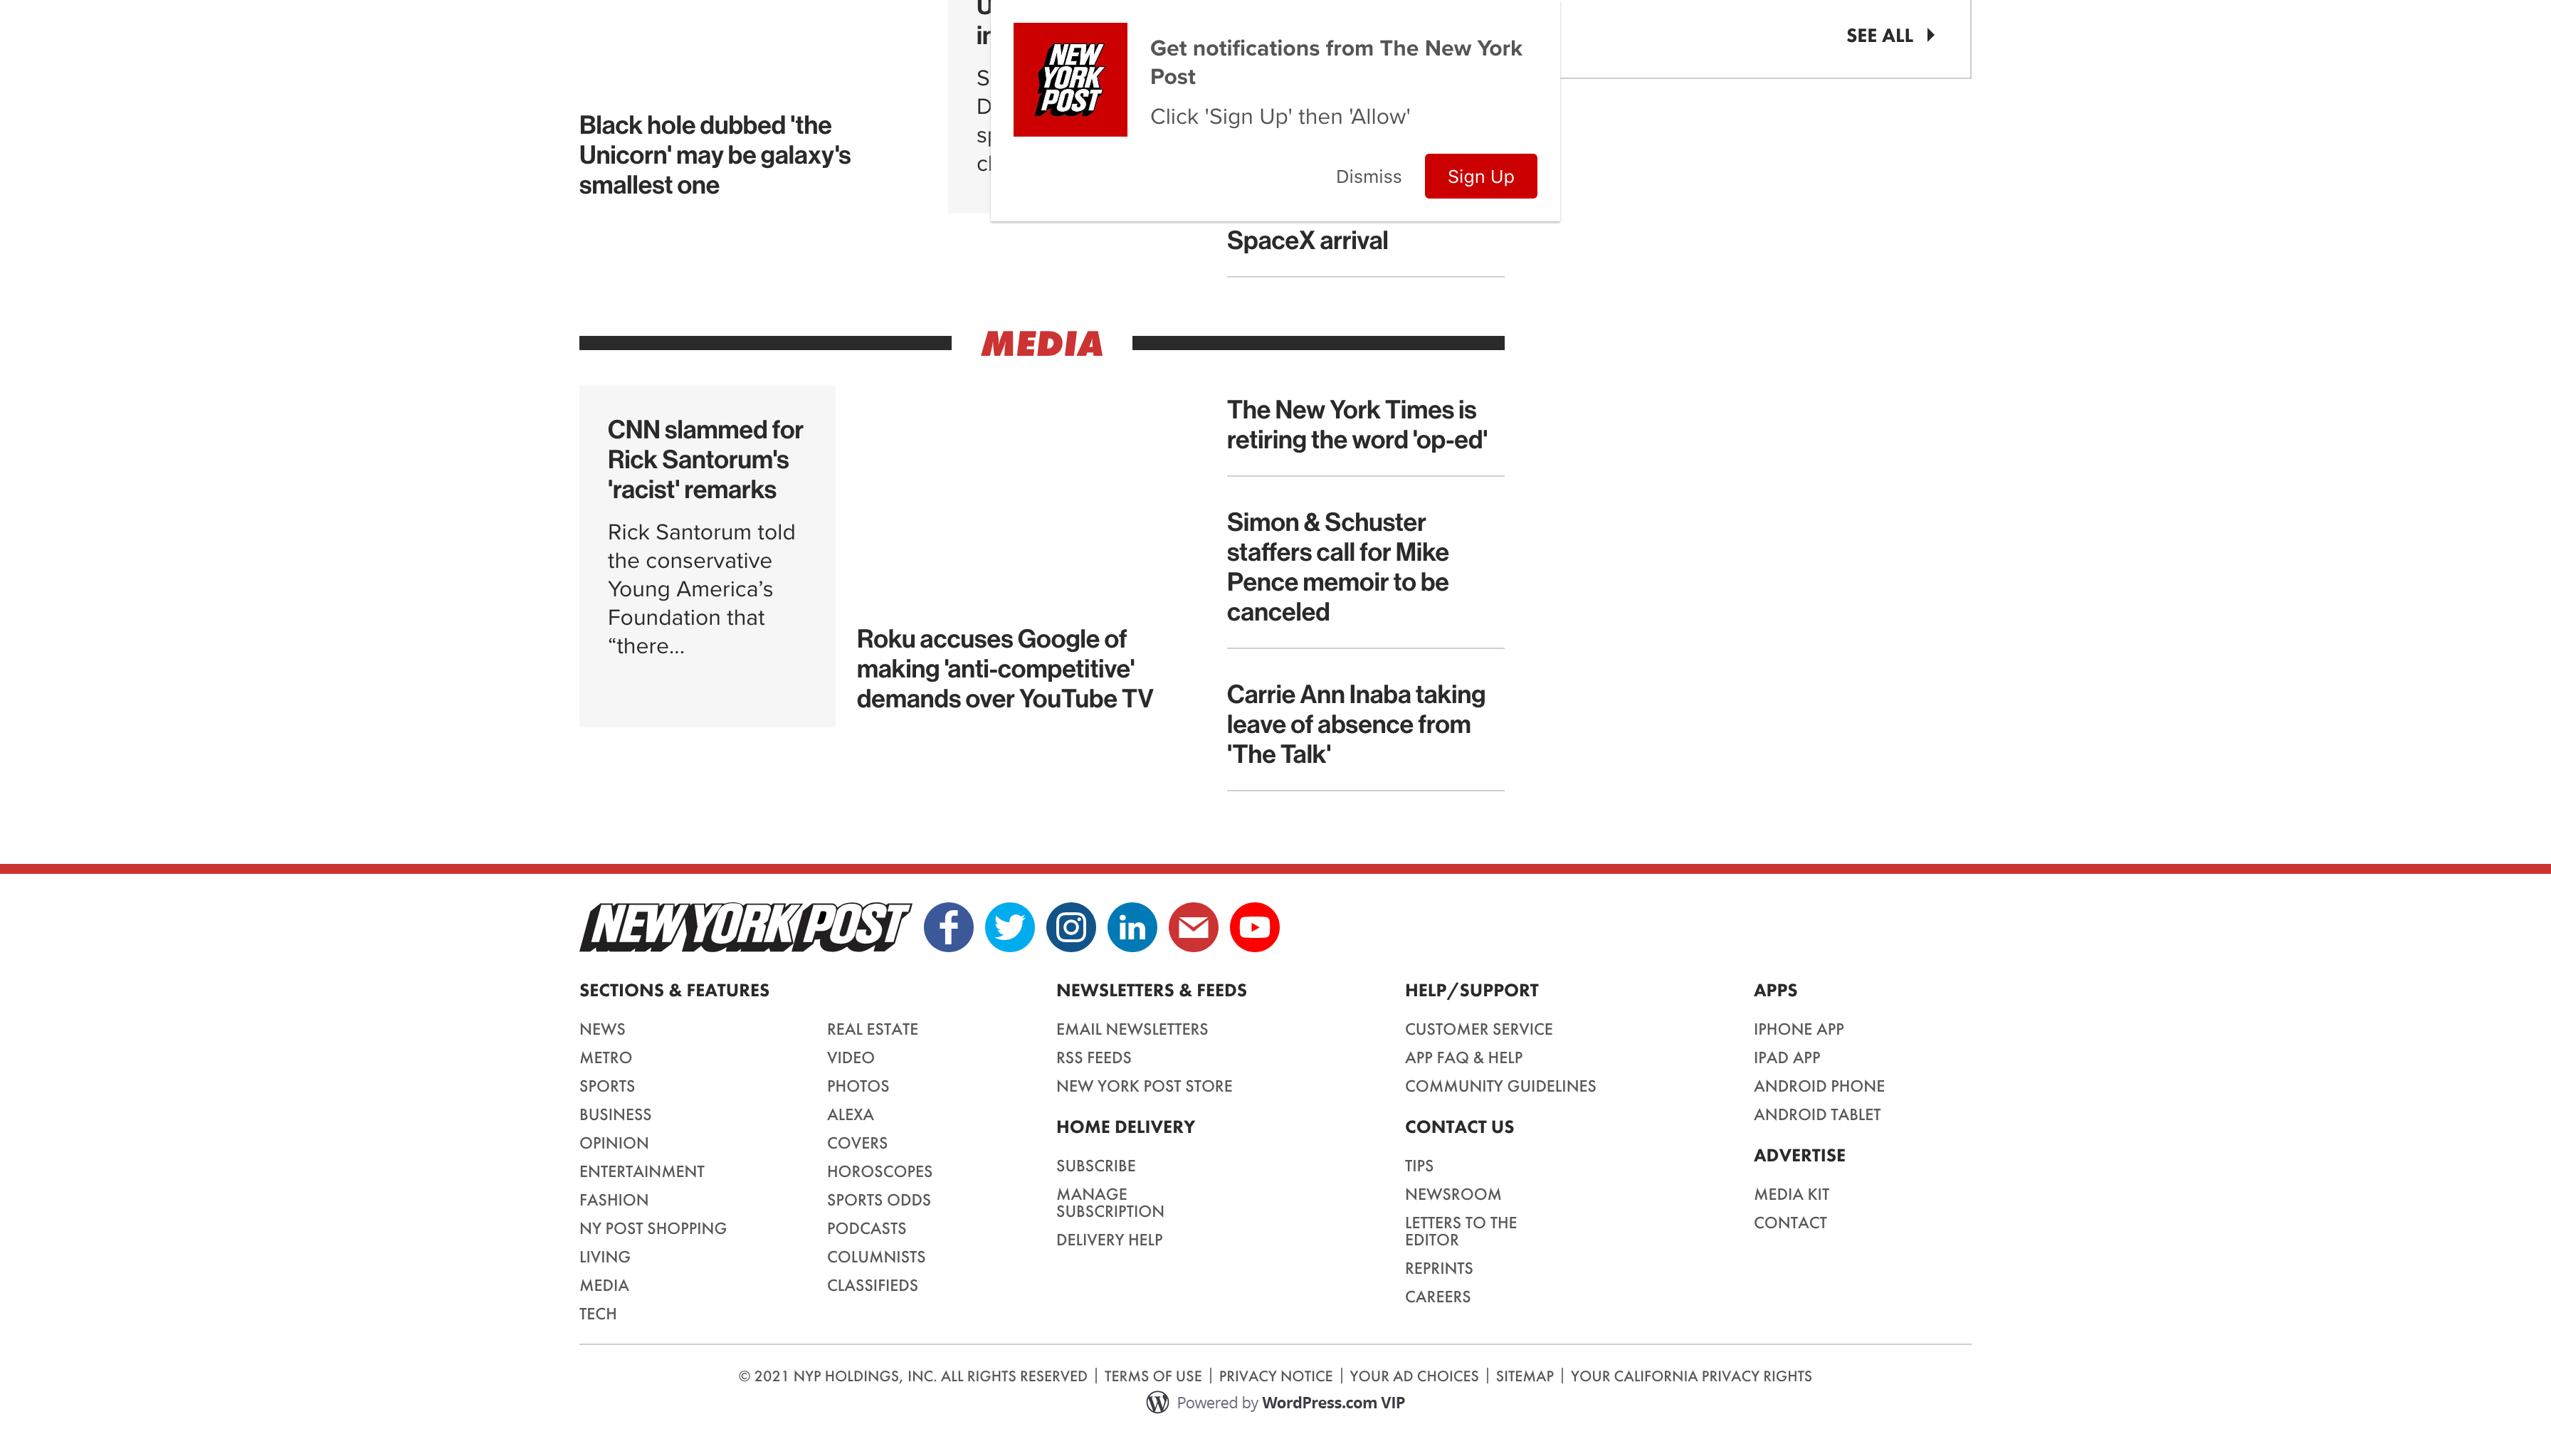 Black hole dubbed 'the
Unicorn' may be galaxy's
smallest one
NEW
YORK
POST
Get notifications from The New York
Post
Click 'Sign Up' then 'Allow'
Dismiss
Sign Up
SEE ALL
SpaceX arrival
MEDIA
CNN slammed for
Rick Santorum's
'racist' remarks
Rick Santorum told
the conservative
Young America’s
Foundation that
“there...
Roku accuses Google of
making 'anti-competitive'
demands over YouTube TV
The New York Times is
retiring the word 'op-ed'
Simon & Schuster
staffers call for Mike
Pence memoir to be
canceled
Carrie Ann Inaba taking
leave of absence from
'The Talk'
NEW YORK POST
SECTIONS & FEATURES
NEWS
METRO
SPORTS
BUSINESS
OPINION
ENTERTAINMENT
FASHION
NY POST SHOPPING
LIVING
MEDIA
TECH
REAL ESTATE
VIDEO
PHOTOS
ALEXA
COVERS
HOROSCOPES
SPORTS ODDS
PODCASTS
COLUMNISTS
CLASSIFIEDS
NEWSLETTERS & FEEDS
EMAIL NEWSLETTERS
RSS FEEDS
NEW YORK POST STORE
HOME DELIVERY
SUBSCRIBE
MANAGE
SUBSCRIPTION
DELIVERY HELP
HELP/SUPPORT
CUSTOMER SERVICE
APP FAQ & HELP
COMMUNITY GUIDELINES
CONTACT US
TIPS
NEWSROOM
LETTERS TO THE
EDITOR
REPRINTS
CAREERS
APPS
IPHONE APP
IPAD APP
ANDROID PHONE
ANDROID TABLET
ADVERTISE
MEDIA KIT
CONTACT
© 2021 NYP HOLDINGS, INC. ALL RIGHTS RESERVED | TERMS OF USE | PRIVACY NOTICE | YOUR AD CHOICES | SITEMAP | YOUR CALIFORNIA PRIVACY RIGHTS
Powered by WordPress.com VIP